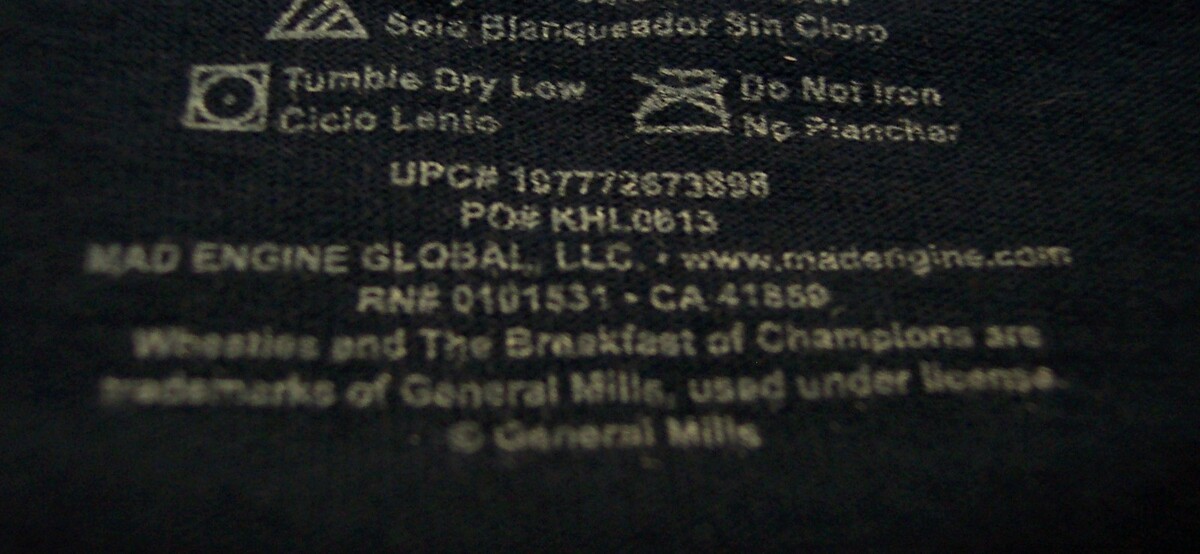 Solo Blanqueador Sin Cloro
Tumble Dry Low
Ciclo Lento
Do Not Iron
No Planchar
UPC# 197772673898
PO# KHL0613
MAD ENGINE GLOBAL, LLC. • www.madengine.com
RN# 0101531 • CA 41850
Wheaties and The Breakfast of Champions are
trademarks of General Mills, used under license.
© General Mills